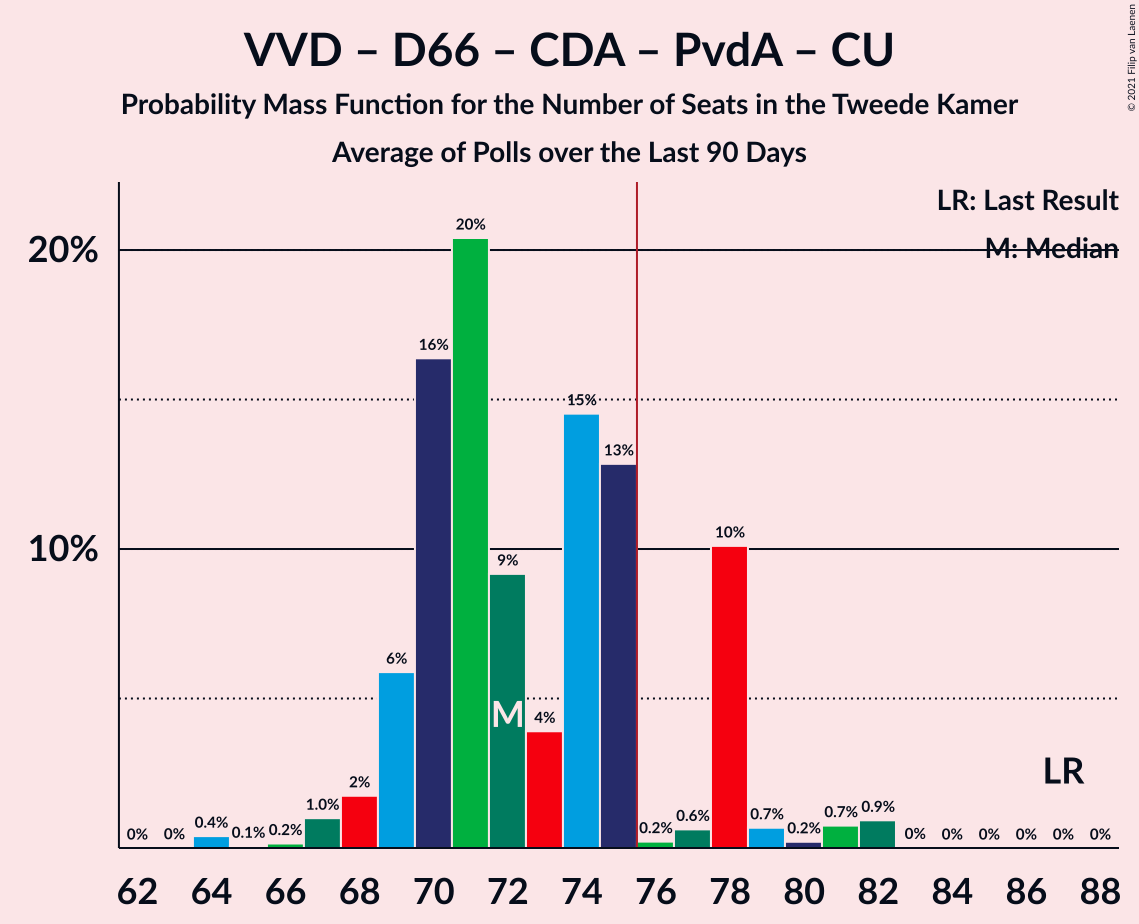 VVD – D66 – CDA – PvdA – CU
Probability Mass Function for the Number of Seats in the Tweede Kamer
Average of Polls over the Last 90 Days
© 2021 Filip van Laenen
LR: Last Result
M: Median
20%
10%
0% 0% 0.4% 0.1% 0.2% 1.0% 2% 6% 16% 20% 9% 4% 15% 13% 0.2% 0.6% 10% 0.7% 0.2% 0.7% 0.9% 0% 0% 0% 0% 0% 0%
M
LR
62 64 66 68 70 72 74 76 78 80 82 84 86 88